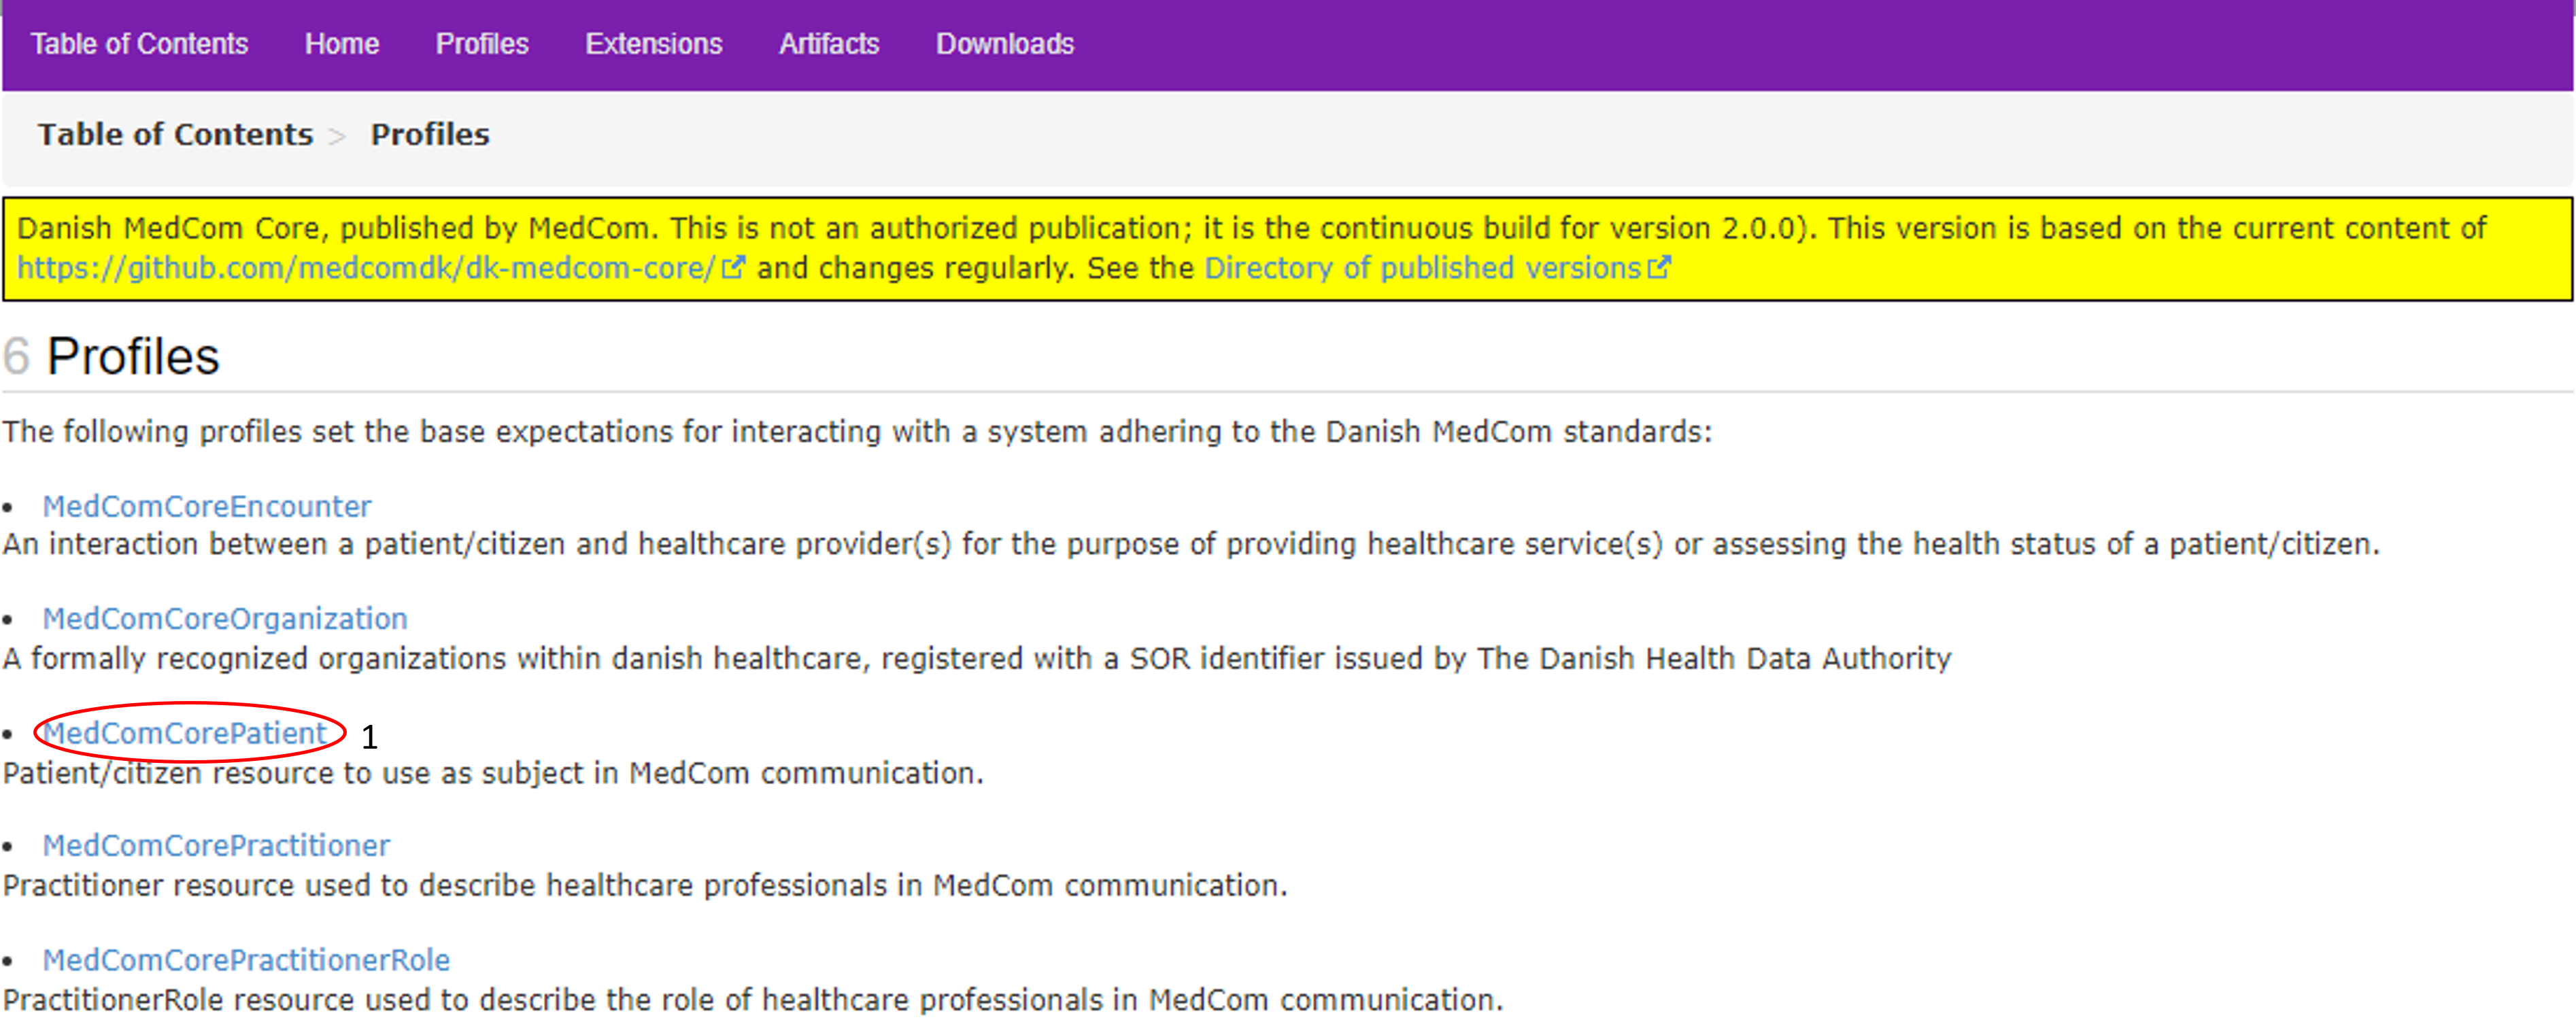 Table of Contents Home Profiles Extensions Artifacts Downloads
Table of Contents > Profiles
Danish MedCom Core, published by MedCom. This is not an authorized publication; it is the continuous build for version 2.0.0). This version is based on the current content of
https://github.com/medcomdk/dk-medcom-core/ and changes regularly. See the Directory of published versions
6 Profiles
The following profiles set the base expectations for interacting with a system adhering to the Danish MedCom standards:
• MedComCoreEncounter
An interaction between a patient/citizen and healthcare provider(s) for the purpose of providing healthcare service(s) or assessing the health status of a patient/citizen.
• MedComCoreOrganization
A formally recognized organizations within danish healthcare, registered with a SOR identifier issued by The Danish Health Data Authority
• MedComCorePatient 1
Patient/citizen resource to use as subject in MedCom communication.
• MedComCorePractitioner
Practitioner resource used to describe healthcare professionals in MedCom communication.
• MedComCorePractitionerRole
PractitionerRole resource used to describe the role of healthcare professionals in MedCom communication.